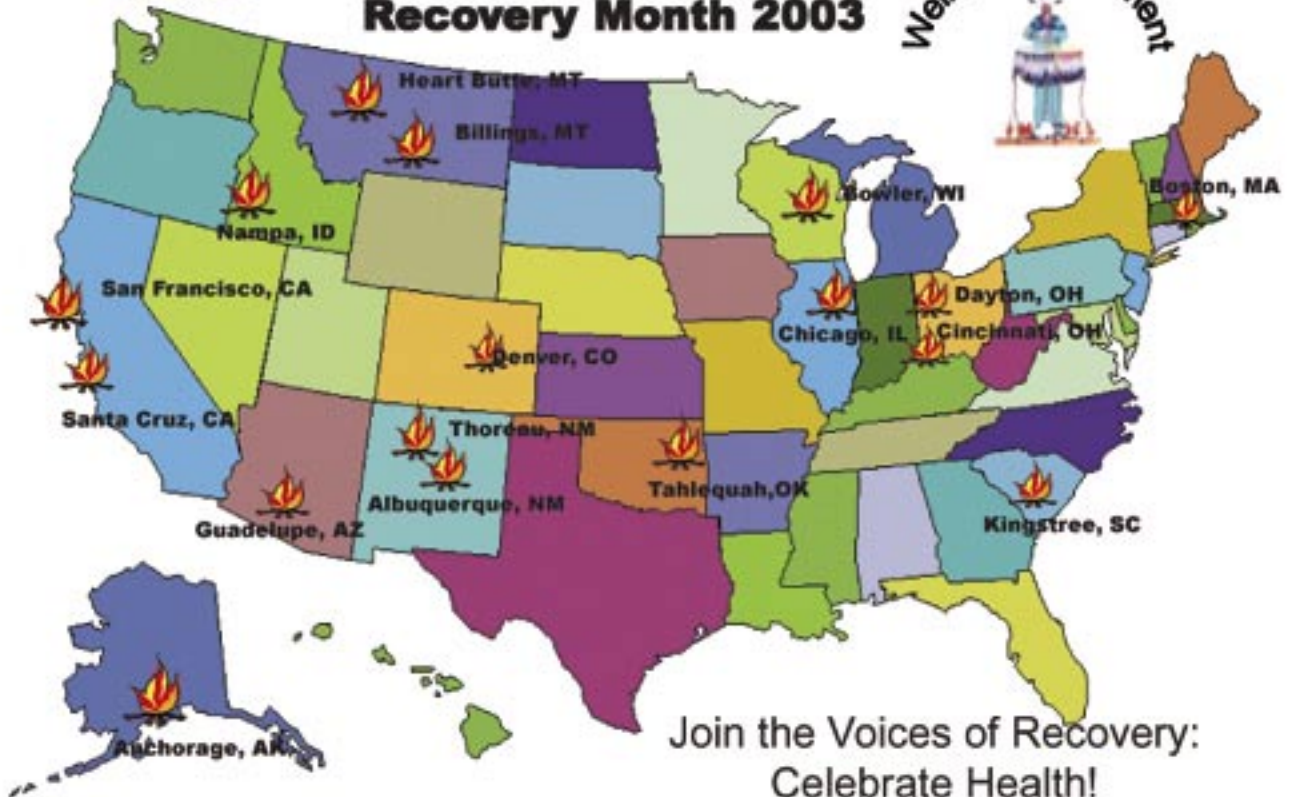 Recovery Month 2003
Heart Butte, MT
Billings, MT
Bowler, WI
Boston, MA
Nampa, ID
San Francisco, CA
Dayton, OH
Chicago, IL
Cincinnati, OH
Denver, CO
Santa Cruz, CA
Thoreau, NM
Tahlequah,OK
Albuquerque, NM
Guadelupe, AZ
Kingstree, SC
Anchorage, AK
Join the Voices of Recovery:
Celebrate Health!